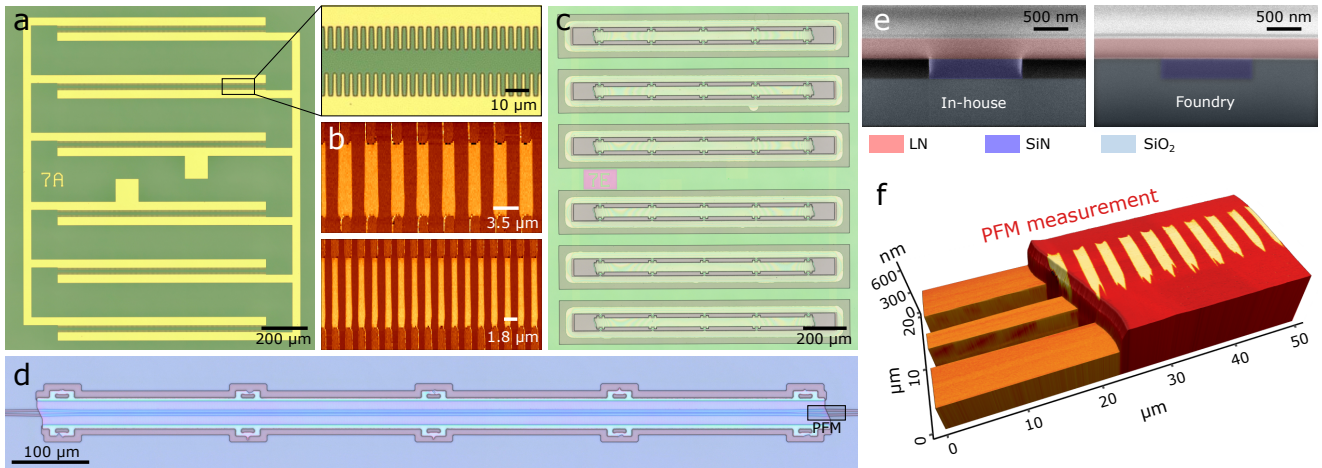 a
7A
200 µm
10 µm
b
3.5 µm
1.8 µm
c
200 µm
d
PFM
100 µm
e
500 nm
500 nm
In-house
Foundry
LN
SiN
SiO₂
f
PFM measurement
nm
600
300
0
20
10
0
µm
0
10
20
30
40
50
µm